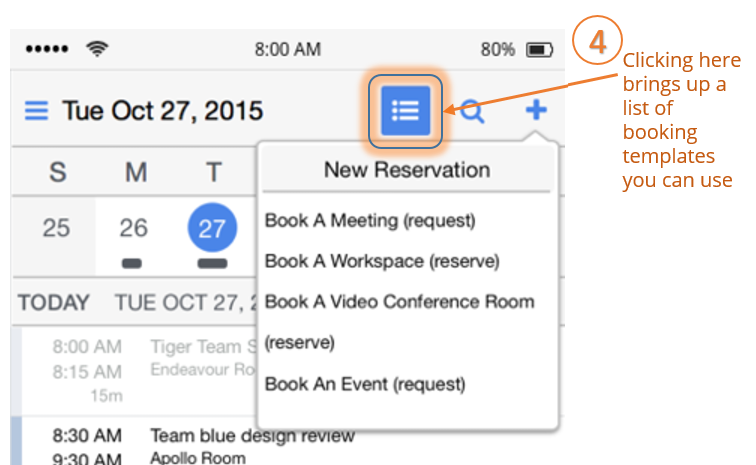 8:00 AM
80%
4
Clicking here
brings up a
list of
booking
templates
you can use
Tue Oct 27, 2015
S M T
25 26 27
New Reservation
Book A Meeting (request)
Book A Workspace (reserve)
Book A Video Conference Room
(reserve)
Book An Event (request)
TODAY TUE OCT 27,
8:00 AM Tiger Team
8:15 AM Endeavour
15m
8:30 AM Team blue design review
9:30 AM Apollo Room